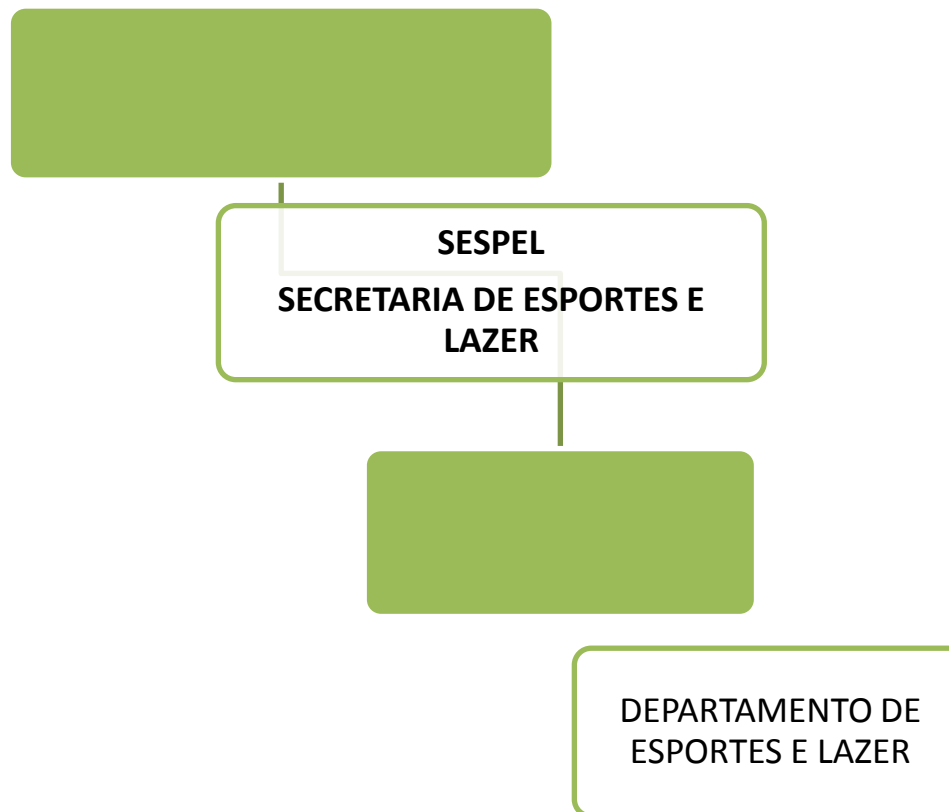 SESPEL
SECRETARIA DE ESPORTES E
LAZER
DEPARTAMENTO DE
ESPORTES E LAZER